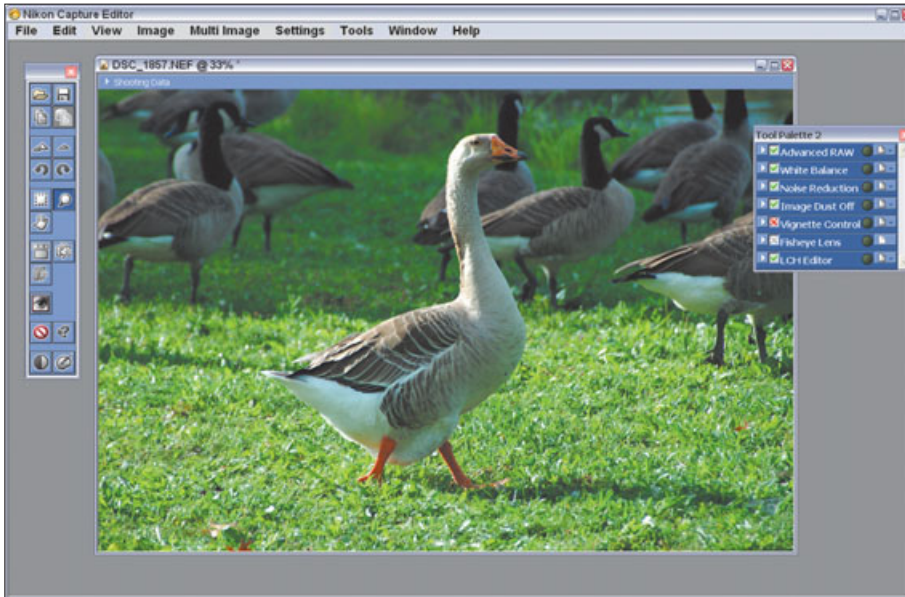 Nikon Capture Editor
File Edit View Image Multi Image Settings Tools Window Help
DSC_1857.NEF @ 33% *
Shooting Data
Tool Palette 2
Advanced RAW
White Balance
Noise Reduction
Image Dust Off
Vignette Control
Fisheye Lens
LCH Editor